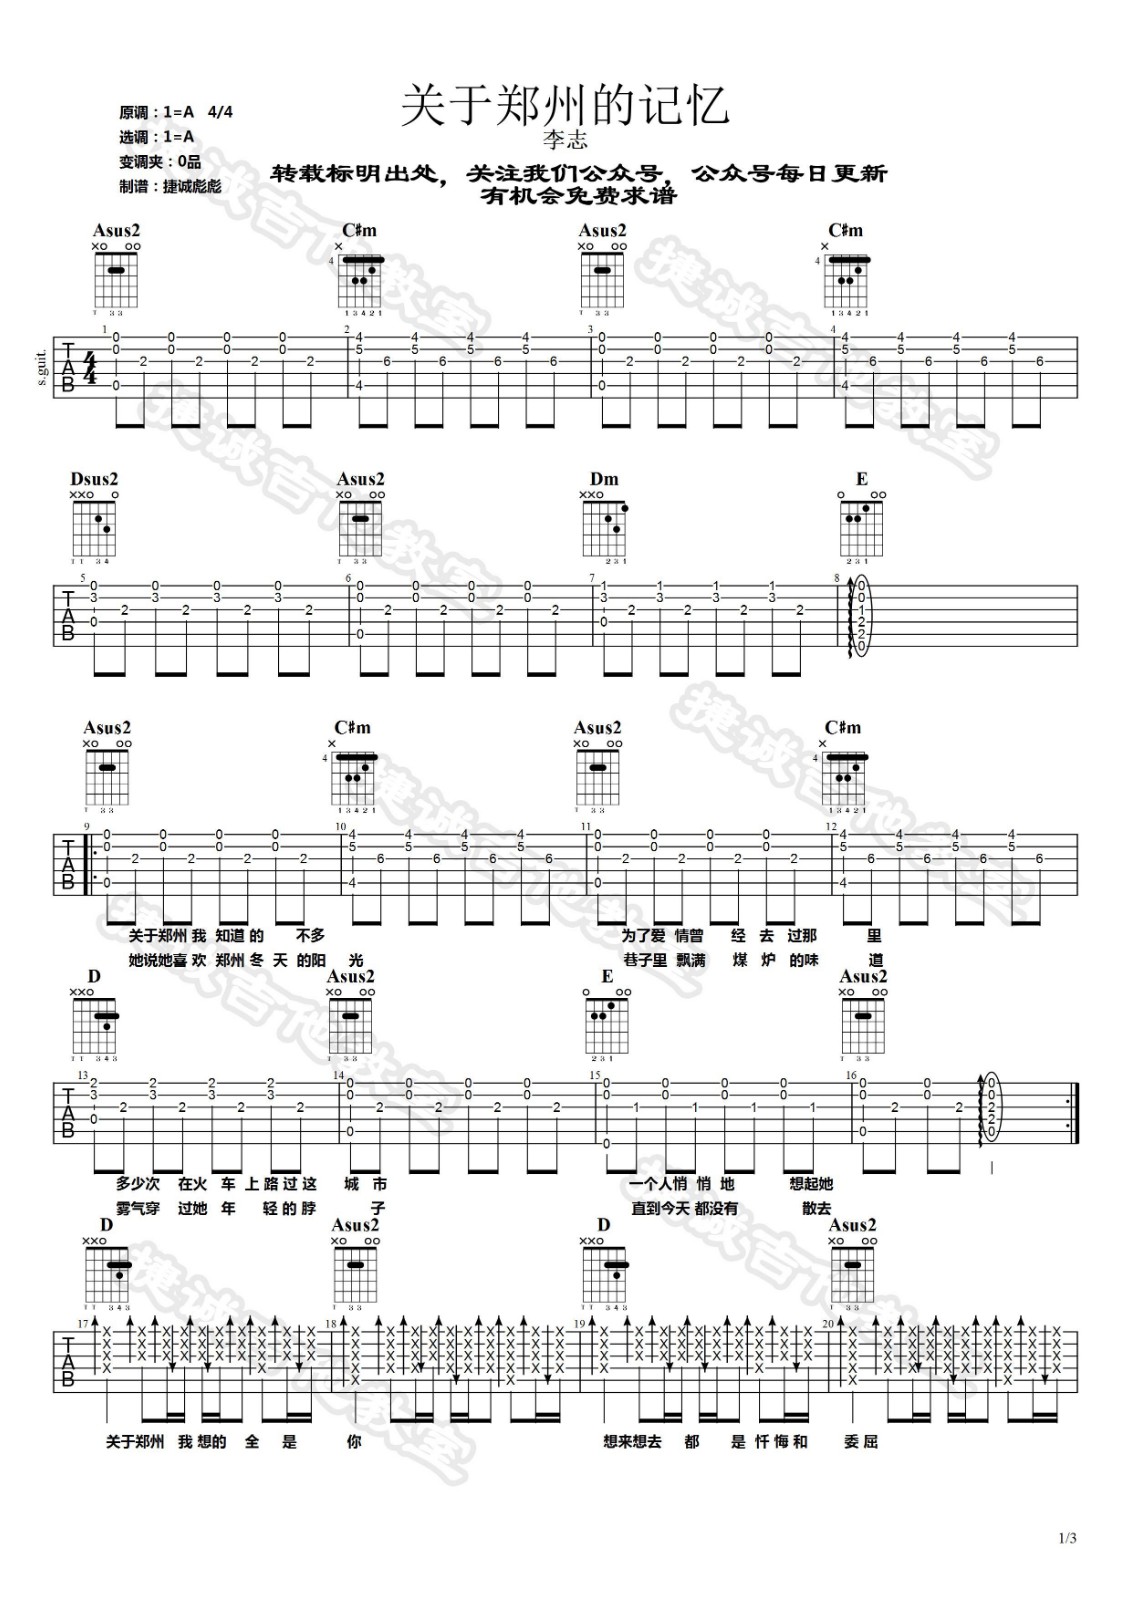 关于郑州的记忆
李志
原调：1=A 4/4
选调：1=A
变调夹：0品
制谱：捷诚彪彪
转载标明出处，关注我们公众号，公众号每日更新
有机会免费求谱
Asus2 C#m Asus2 C#m
s.guit.
Dsus2 Asus2 Dm E
Asus2 C#m Asus2 C#m
关于郑州我 知道的 不多 为了爱 情曾 经 去 过那 里
她说她喜欢 郑州 冬 天 的阳 光 巷子里 飘满 煤 炉 的味 道
D Asus2 E Asus2
多少次 在火 车 上路过这 城 市 一个人悄 悄 地 想起她
雾气穿 过她 年 轻的脖 子 直到今天 都没有 散去
D Asus2 D Asus2
关于郑州 我 想的 全 是 你 想来想去 都 是 忏 悔和 委 屈
捷诚吉他教室
1/3